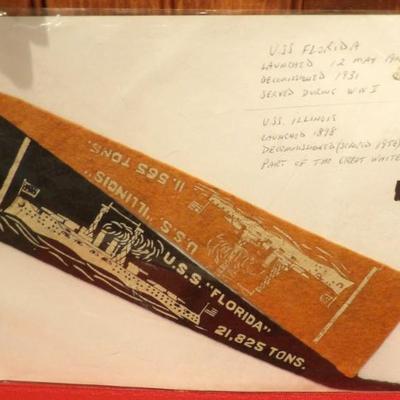 USS FLORIDA
LAUNCHED 12 MAY
DECOMMISSIONED 1931
SERVED DURING WW I
U.S.S. ILLINOIS
LAUNCHED 1898
PART OF THE GREAT WHITE
11,565 TONS.
U.S.S. "ILLINOIS"
U.S.S. "FLORIDA"
21,825 TONS.